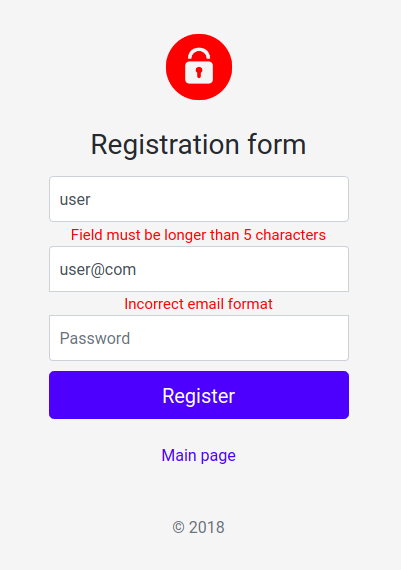 Registration form
user
Field must be longer than 5 characters
user@com
Incorrect email format
Password
Register
Main page
© 2018